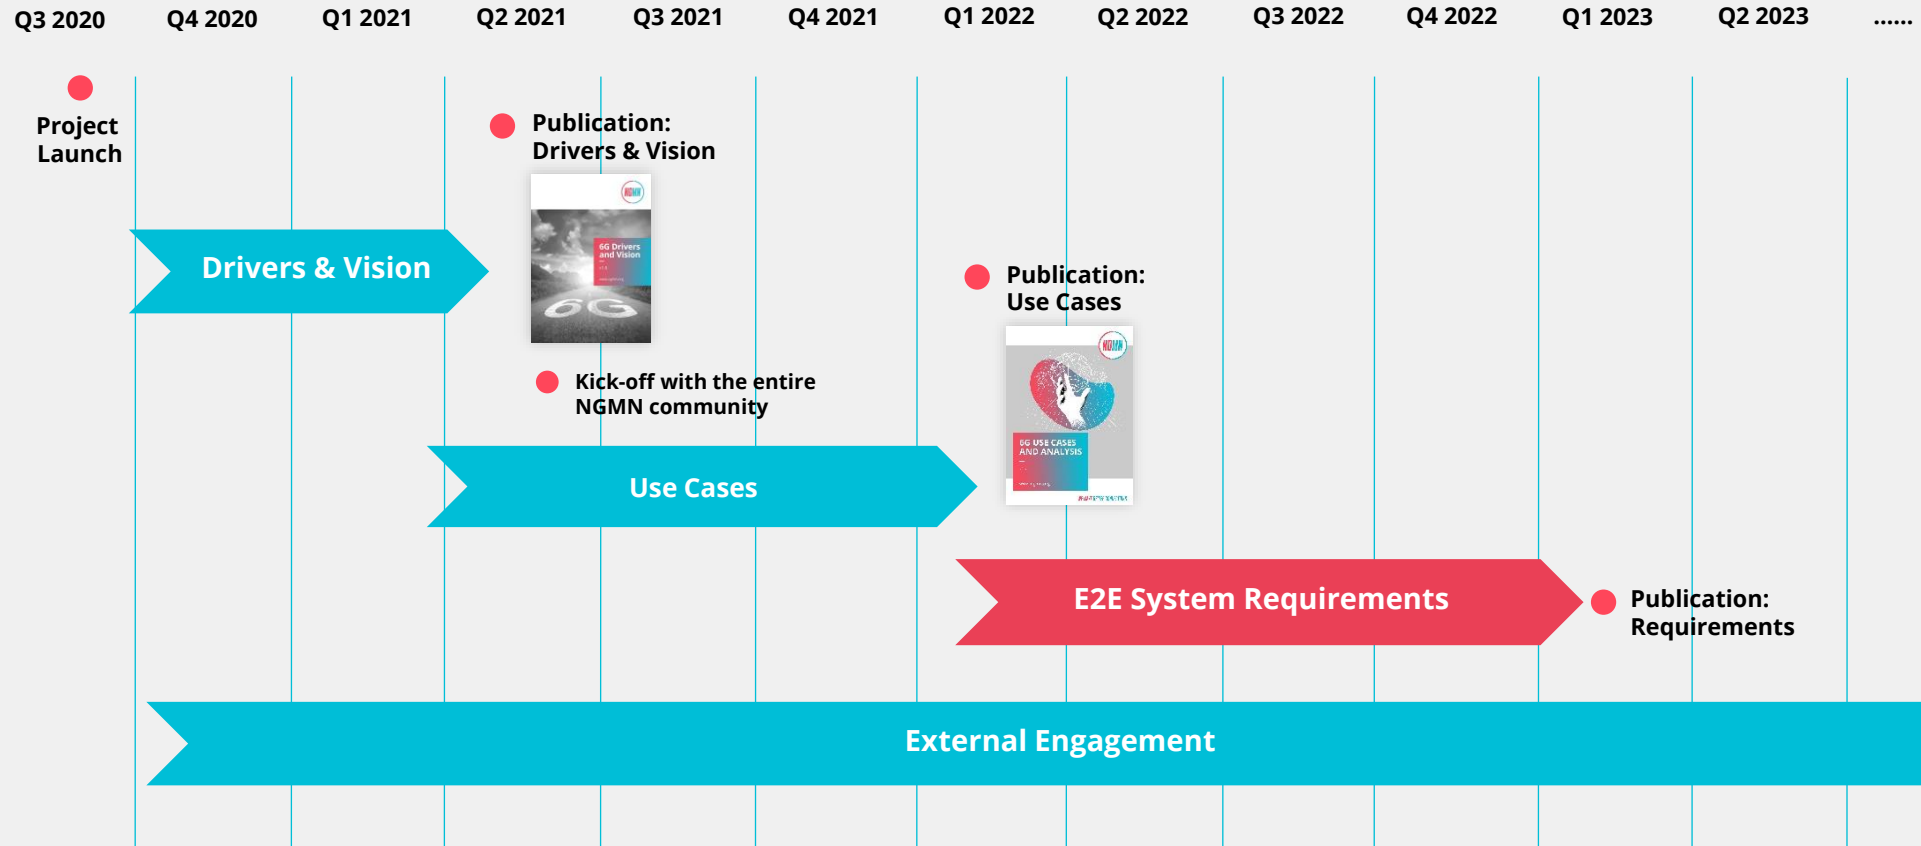 Q3 2020 Q4 2020 Q1 2021 Q2 2021 Q3 2021 Q4 2021 Q1 2022 Q2 2022 Q3 2022 Q4 2022 Q1 2023 Q2 2023 ......
Project
Launch
Publication:
Drivers & Vision
NGMN
6G Drivers
and Vision
6G
Drivers & Vision
Publication:
Use Cases
NGMN
6G USE CASES
AND ANALYSIS
Kick-off with the entire
NGMN community
Use Cases
E2E System Requirements
Publication:
Requirements
External Engagement